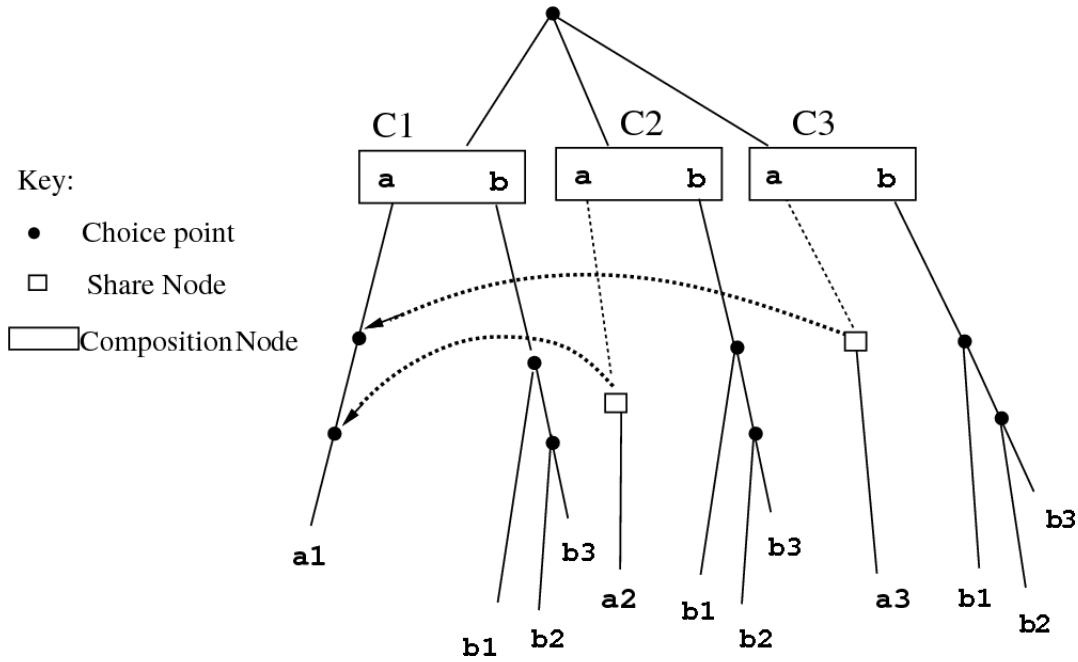 C1
C2
C3
a b
a b
a b
Key:
Choice point
Share Node
Composition Node
a1
b1
b2
b3
a2
b1
b2
b3
a3
b1
b2
b3